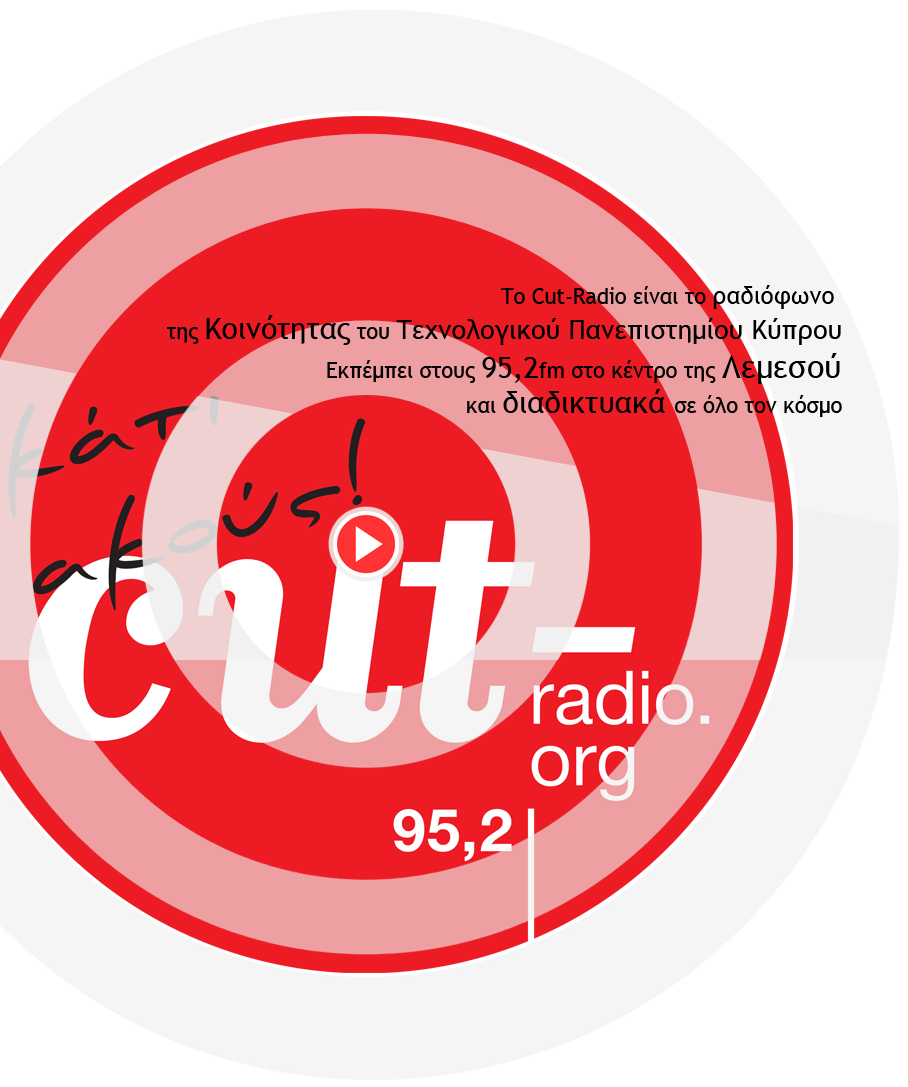 Το Cut-Radio είναι το ραδιόφωνο
της Κοινότητας του Τεχνολογικού Πανεπιστημίου Κύπρου
Εκπέμπει στους 95,2fm στο κέντρο της Λεμεσού
και διαδικτυακά σε όλο τον κόσμο
κάτι
ακούς!
cut-
radio.
org
95,2